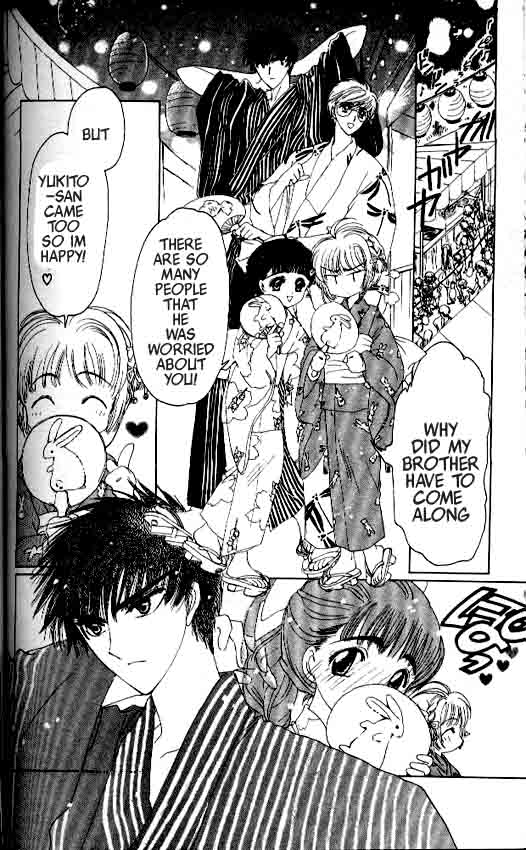 WHY
DID MY
BROTHER
HAVE TO
COME
ALONG
THERE
ARE SO
MANY
PEOPLE
THAT
HE
WAS
WORRIED
ABOUT
YOU!
BUT
YUKITO
-SAN
CAME
TOO
SO IM
HAPPY!
♡